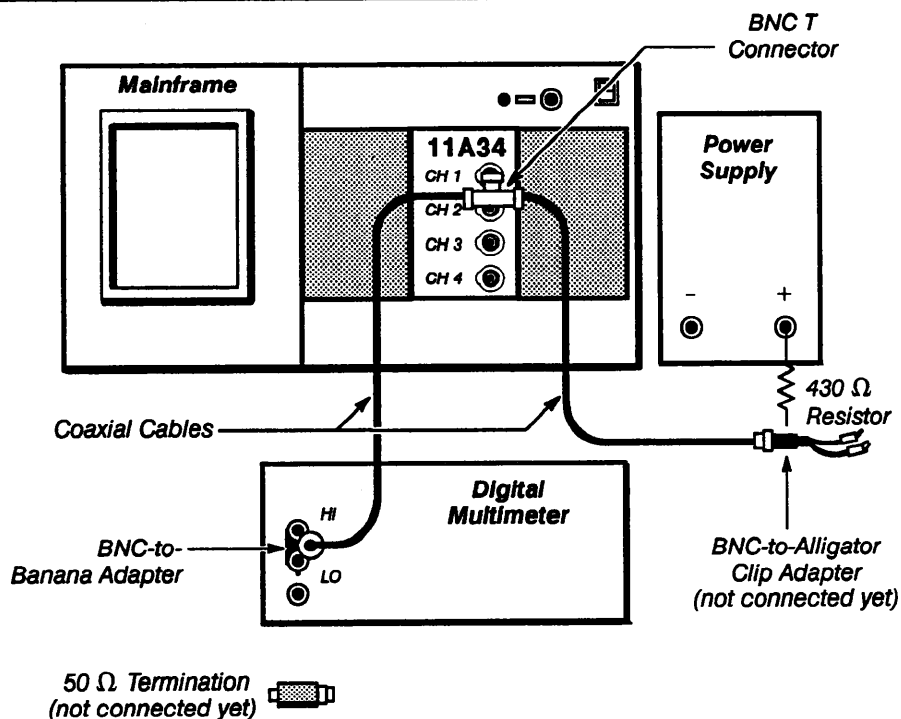 BNC T
Connector
Mainframe
11A34
CH 1
CH 2
CH 3
CH 4
Power
Supply
-
+
430 Ω
Resistor
Coaxial Cables
Digital
Multimeter
HI
LO
BNC-to-
Banana Adapter
BNC-to-Alligator
Clip Adapter
(not connected yet)
50 Ω Termination
(not connected yet)